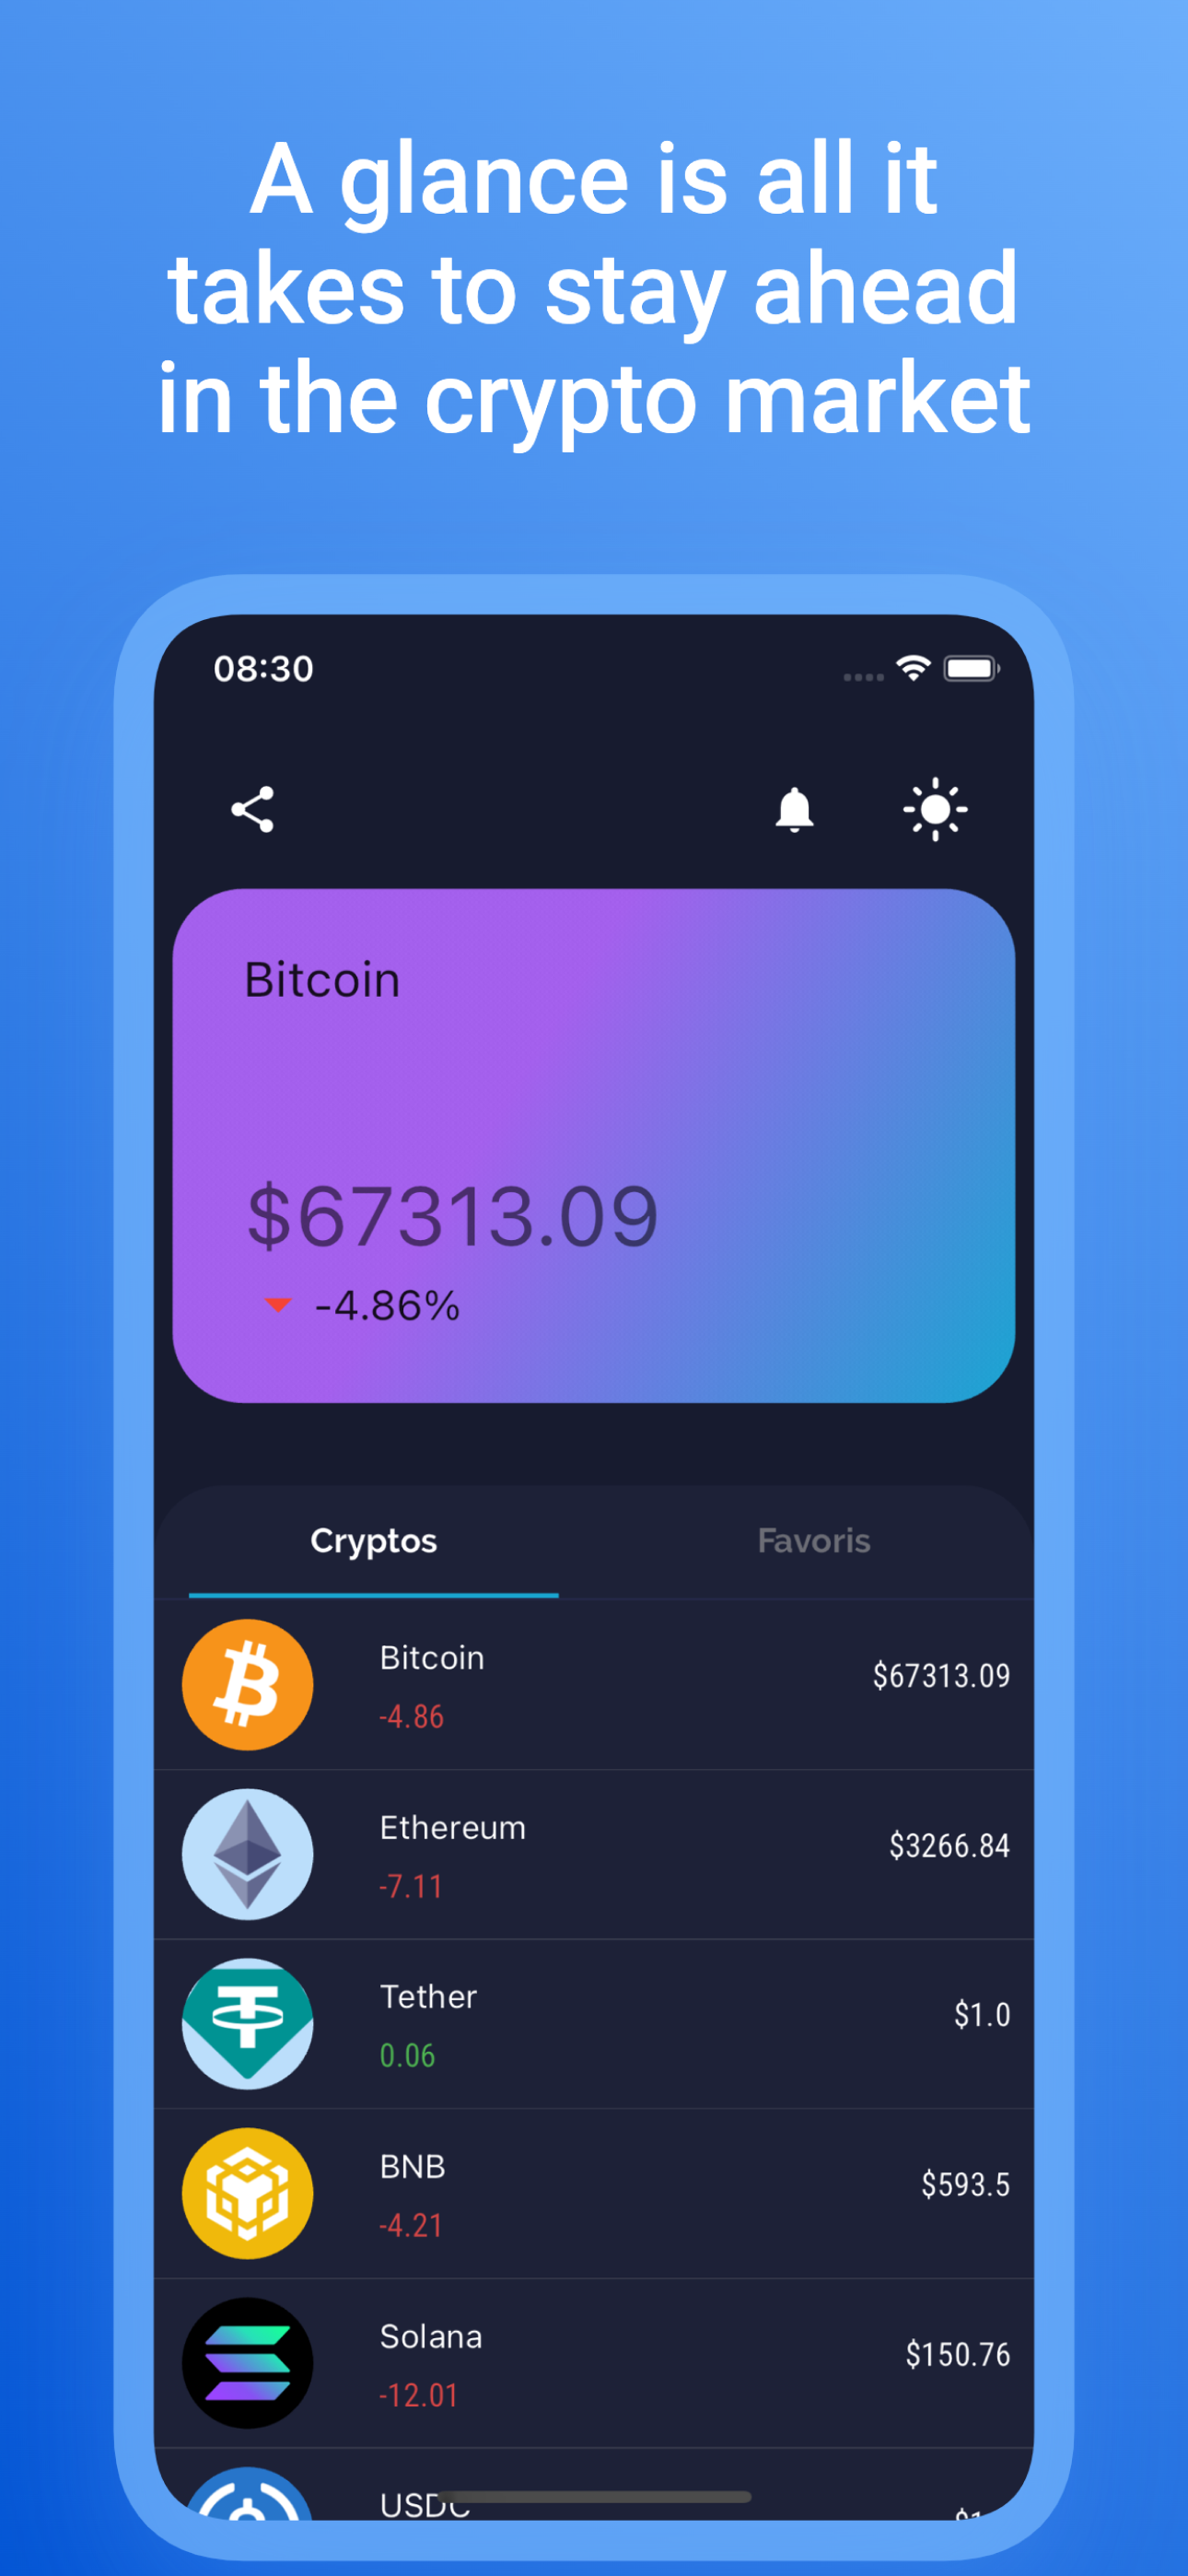 A glance is all it
takes to stay ahead
in the crypto market
08:30
Bitcoin
$67313.09
-4.86%
Cryptos Favoris
Bitcoin
$67313.09
-4.86
Ethereum
$3266.84
-7.11
Tether
$1.0
0.06
BNB
$593.5
-4.21
Solana
$150.76
-12.01
USDC